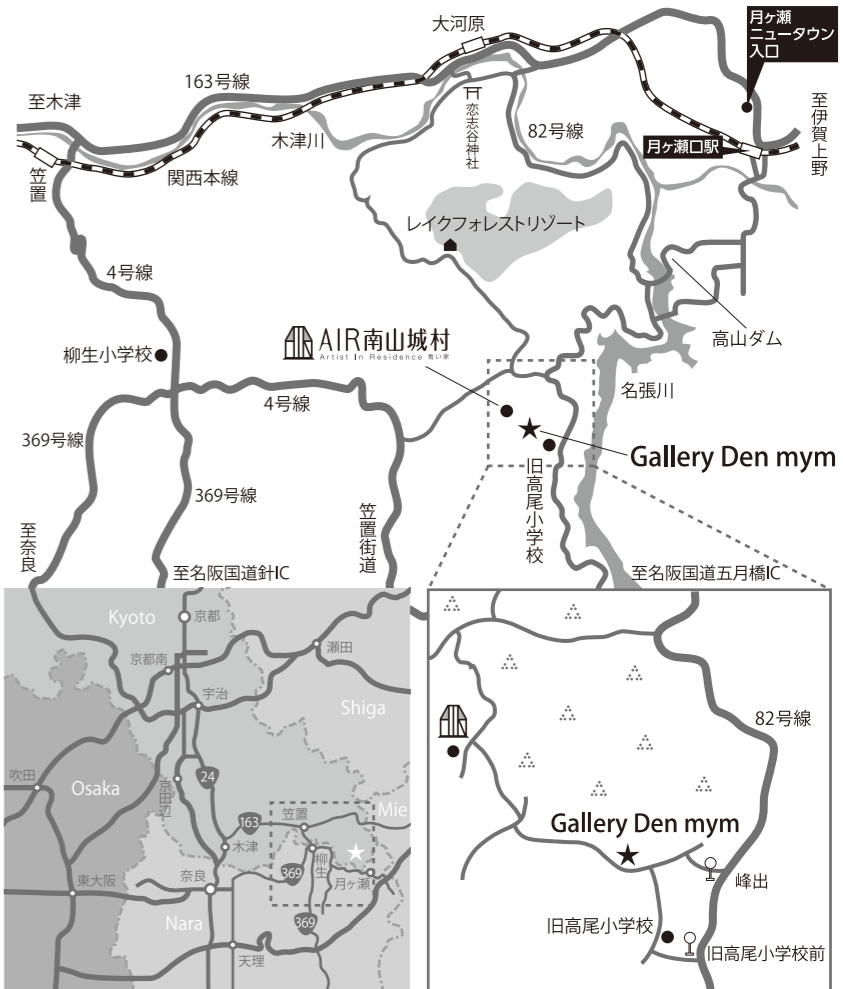 大河原
月ヶ瀬
ニュータウン
入口
163号線
至木津
至伊賀上野
木津川
恋志谷神社
82号線
月ヶ瀬口駅
笠置
関西本線
レイクフォレストリゾート
4号線
AIR南山城村
Artist In Residence 青い家
高山ダム
柳生小学校
名張川
4号線
369号線
Gallery Den mym
旧高尾小学校
369号線
笠置街道
至奈良
至名阪国道針IC
至名阪国道五月橋IC
Kyoto
京都
京都南
瀬田
宇治
Shiga
吹田
Osaka
京田辺
24
Mie
163
笠置
木津
柳生
369
月ヶ瀬
東大阪
奈良
Nara
369
天理
AIR
82号線
Gallery Den mym
峰出
旧高尾小学校
旧高尾小学校前